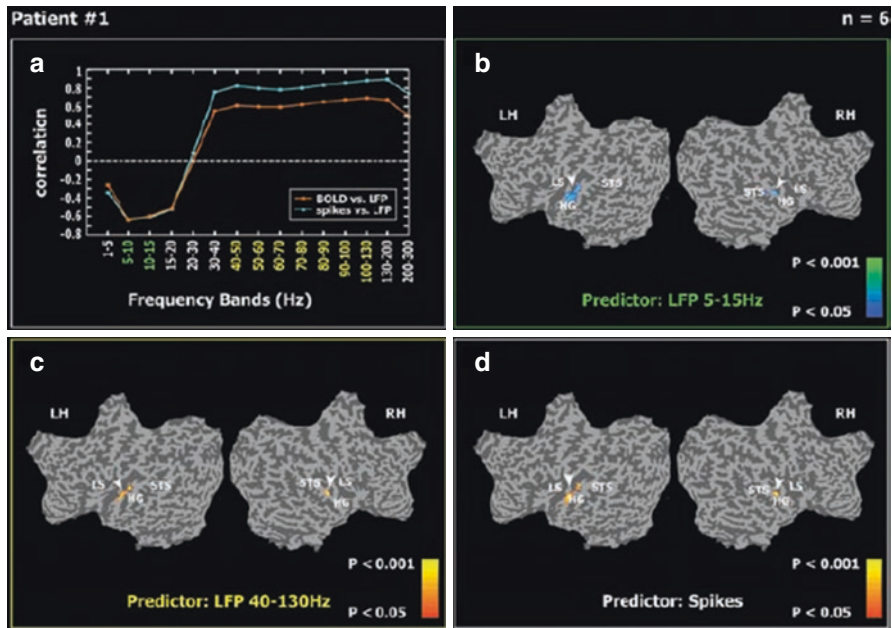 Patient #1
n = 6
a
1
0.8
0.6
0.4
0.2
0
-0.2
-0.4
-0.6
-0.8
correlation
BOLD vs. LFP
spikes vs. LFP
1-5
5-10
10-15
15-20
20-30
30-40
40-50
50-60
60-70
70-80
80-90
90-100
100-130
130-200
200-300
Frequency Bands (Hz)
b
LH
RH
LS
STS
HG
STS
LS
HG
P < 0.001
P < 0.05
Predictor: LFP 5-15Hz
c
LH
RH
LS
STS
HG
STS
LS
HG
P < 0.001
P < 0.05
Predictor: LFP 40-130Hz
d
LH
RH
LS
STS
HG
STS
LS
HG
P < 0.001
P < 0.05
Predictor: Spikes